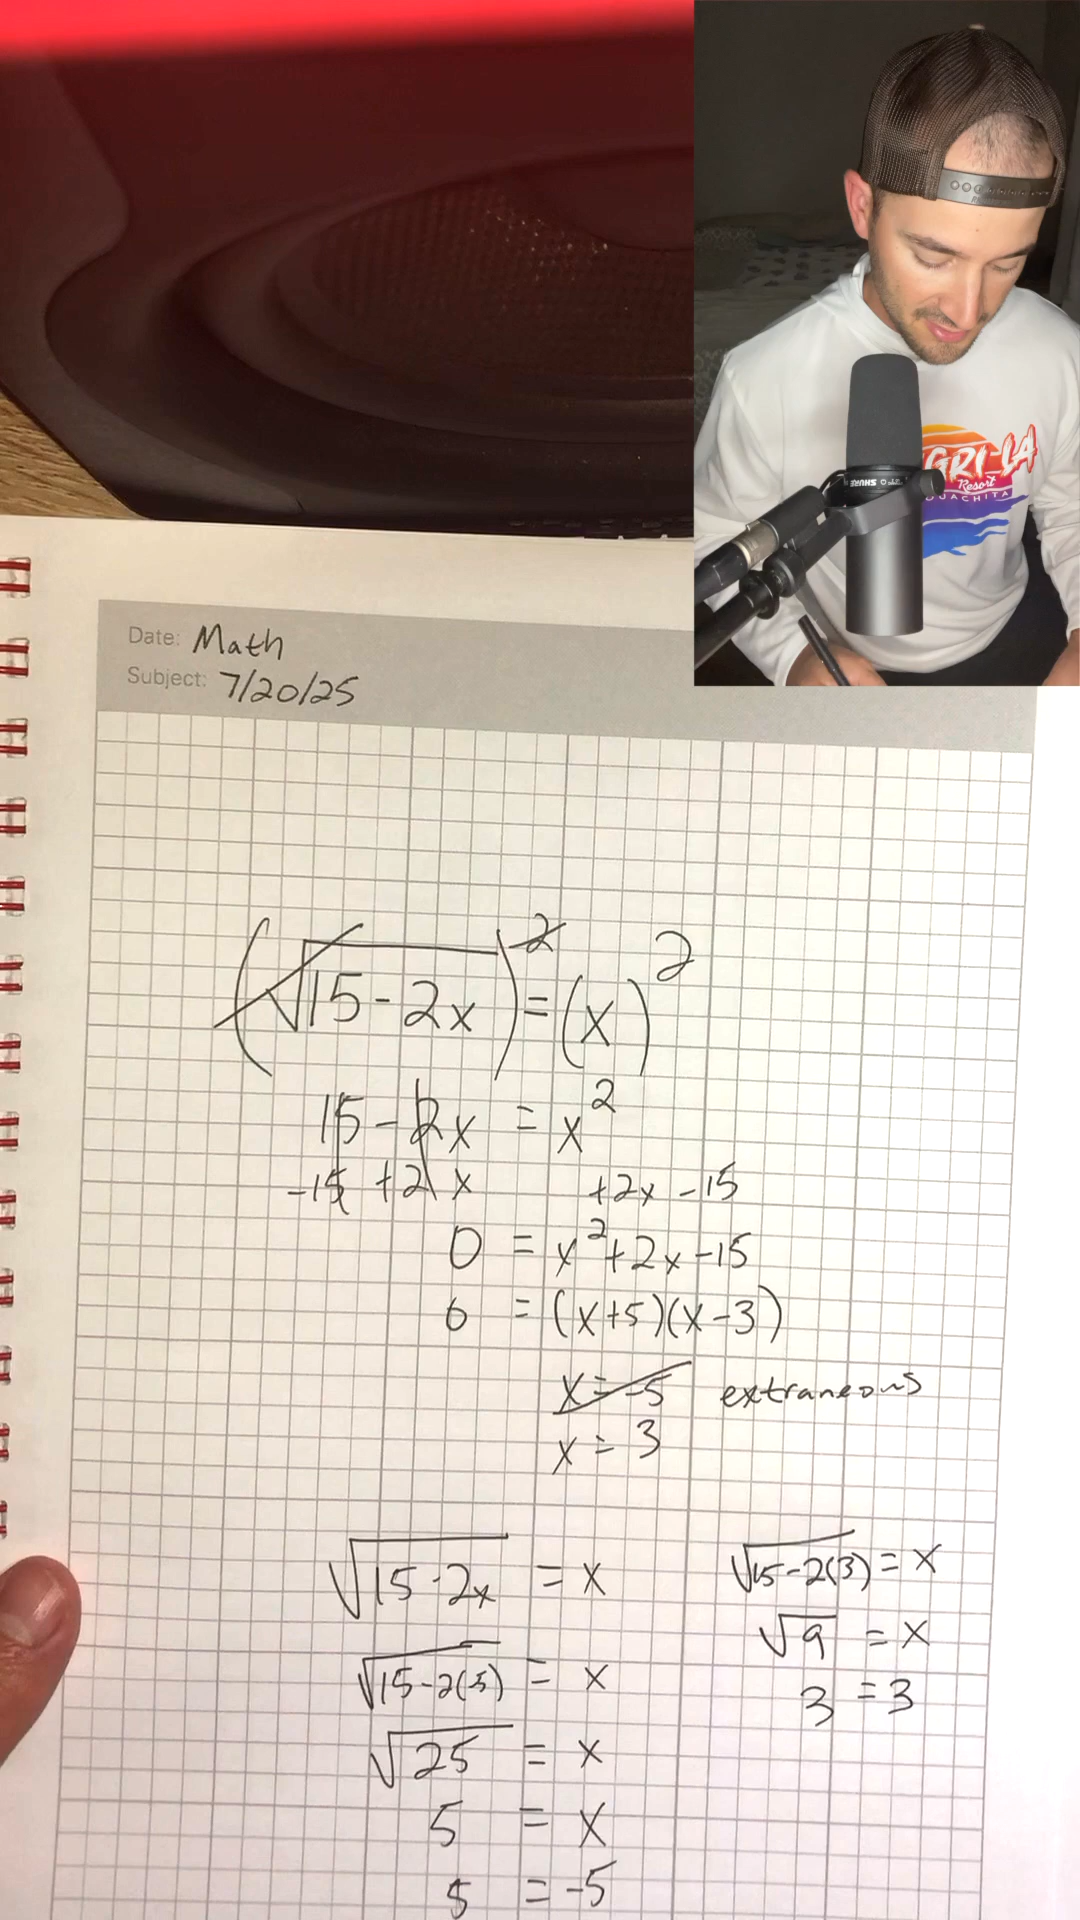 GRI-LA
Resort
OUACHITA
SHURE
Date: Math
Subject: 7/20/25
(√15-2x)² = (x)²
15-2x = x²
-15 +2x +2x -15
0 = x²+2x-15
0 = (x+5)(x-3)
x=-5 extraneous
x = 3
√15-2x = x
√15-2(-5) = x
√25 = x
5 = x
5 = -5
√15-2(3) = x
√9 = x
3 = 3